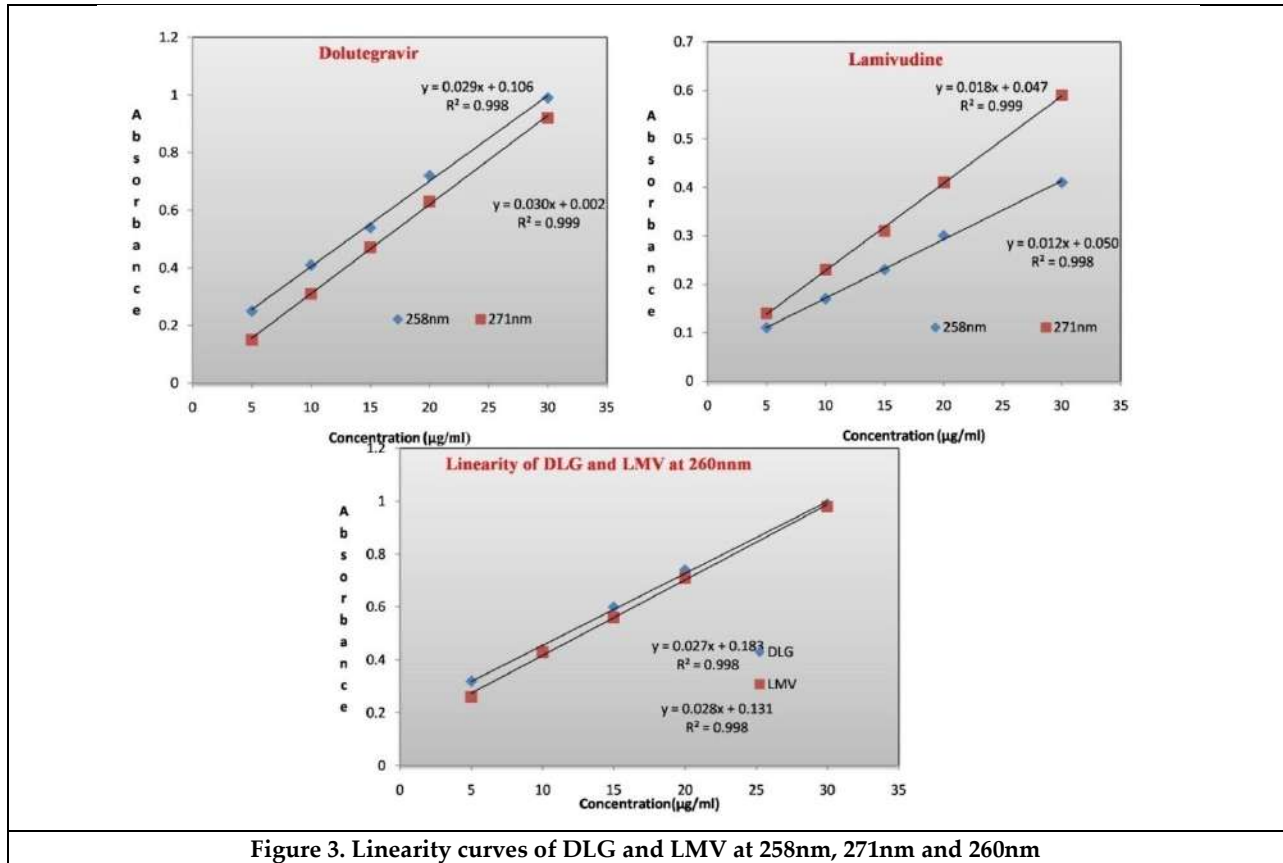 Dolutegravir
1.2
1
0.8
0.6
0.4
0.2
0
Absorbance
y = 0.029x + 0.106
R² = 0.998
y = 0.030x + 0.002
R² = 0.999
258nm 271nm
0 5 10 15 20 25 30 35
Concentration (µg/ml)
Lamivudine
0.7
0.6
0.5
0.4
0.3
0.2
0.1
0
Absorbance
y = 0.018x + 0.047
R² = 0.999
y = 0.012x + 0.050
R² = 0.998
258nm 271nm
0 5 10 15 20 25 30 35
Concentration (µg/ml)
Linearity of DLG and LMV at 260nnm
1.2
1
0.8
0.6
0.4
0.2
0
Absorbance
y = 0.027x + 0.183
R² = 0.998
DLG
LMV
y = 0.028x + 0.131
R² = 0.998
0 5 10 15 20 25 30 35
Concentration(µg/ml)
Figure 3. Linearity curves of DLG and LMV at 258nm, 271nm and 260nm